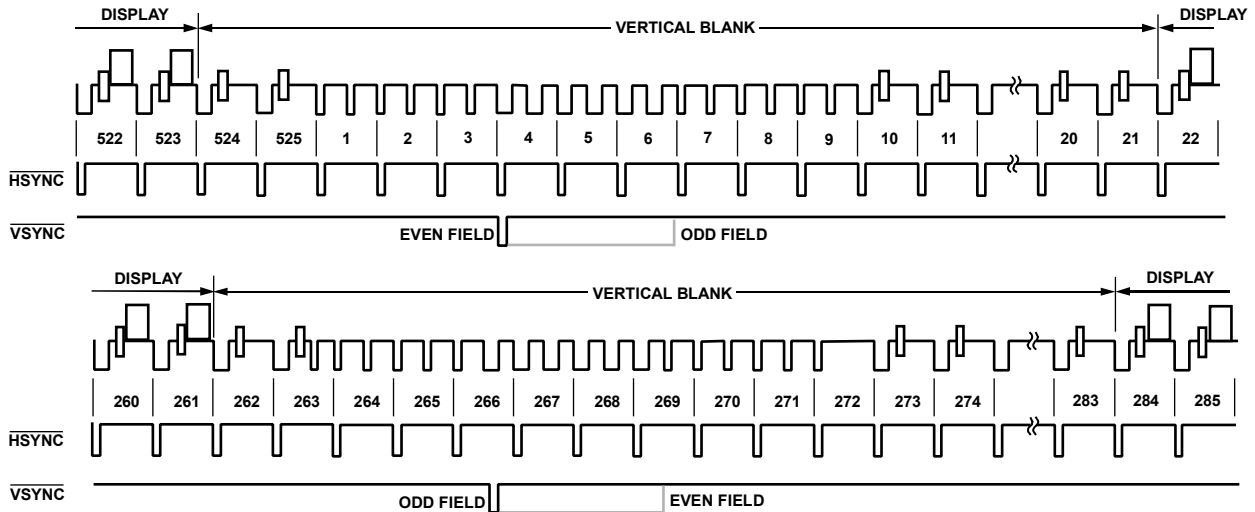 DISPLAY VERTICAL BLANK DISPLAY
522 523 524 525 1 2 3 4 5 6 7 8 9 10 11 20 21 22
HSYNC
VSYNC EVEN FIELD ODD FIELD
DISPLAY VERTICAL BLANK DISPLAY
260 261 262 263 264 265 266 267 268 269 270 271 272 273 274 283 284 285
HSYNC
VSYNC ODD FIELD EVEN FIELD